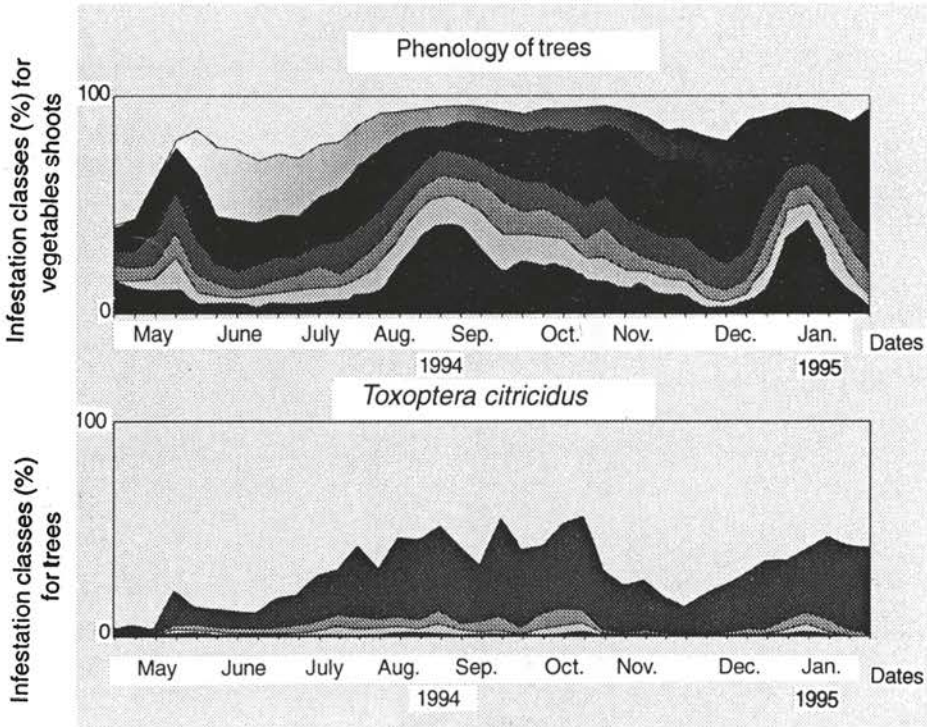 Phenology of trees
Infestation classes (%) for
vegetables shoots
100
0
May June July Aug. Sep. Oct. Nov. Dec. Jan. Dates
1994 1995
Toxoptera citricidus
Infestation classes (%)
for trees
100
0
May June July Aug. Sep. Oct. Nov. Dec. Jan. Dates
1994 1995